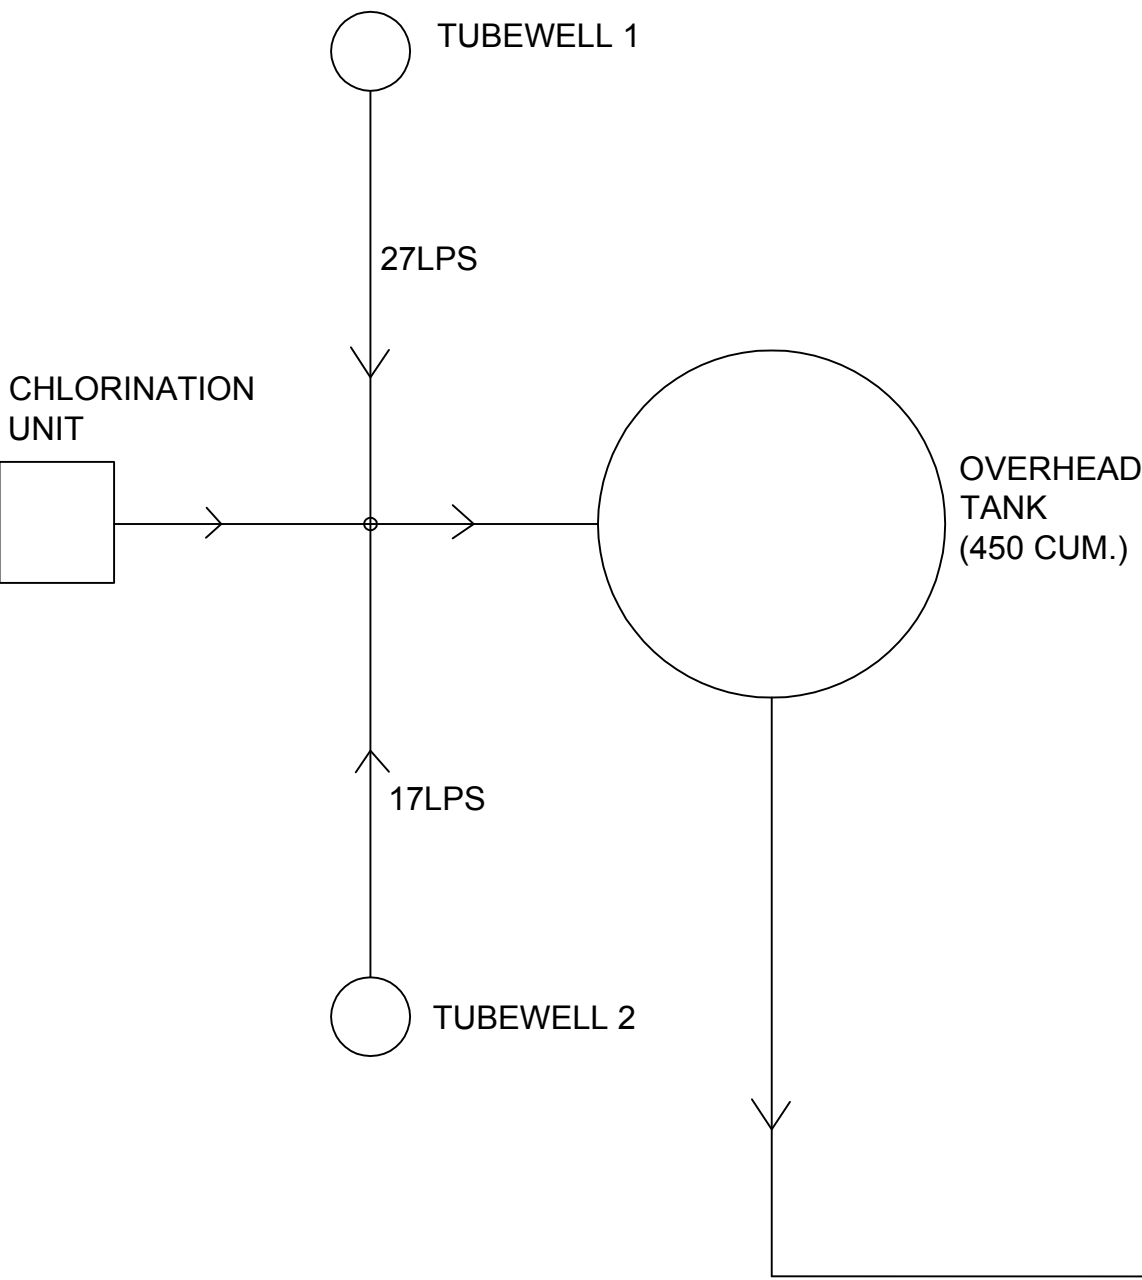 TUBEWELL 1
27LPS
CHLORINATION
UNIT
OVERHEAD
TANK
(450 CUM.)
17LPS
TUBEWELL 2